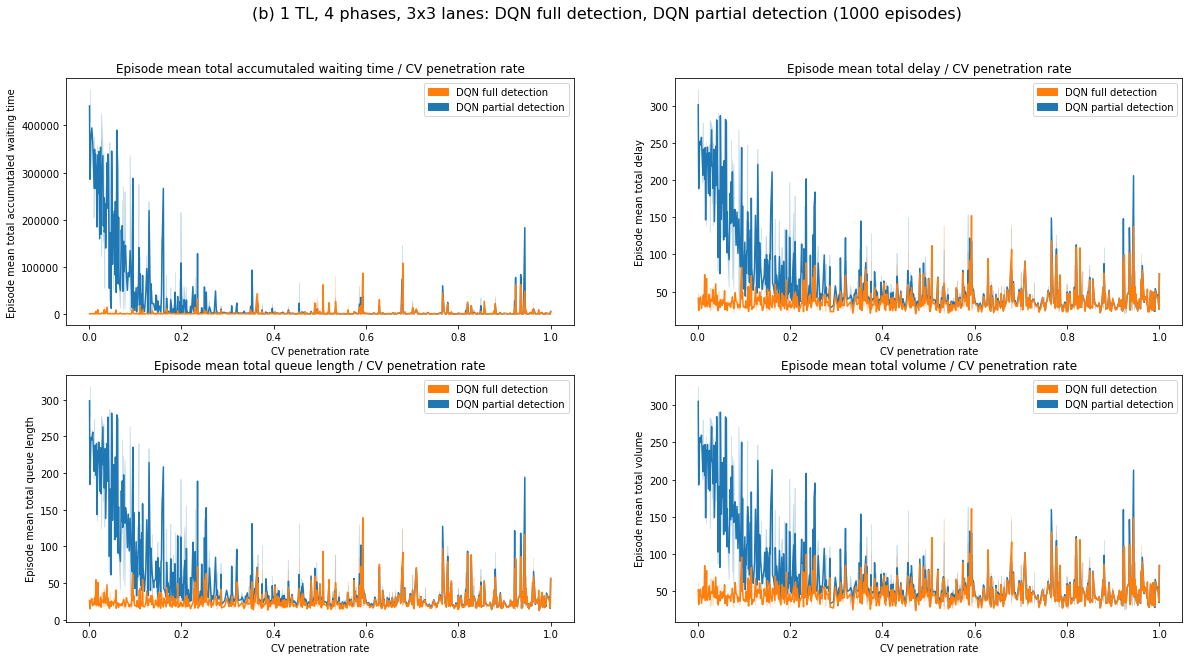 (b) 1 TL, 4 phases, 3x3 lanes: DQN full detection, DQN partial detection (1000 episodes)
Episode mean total accumutaled waiting time / CV penetration rate
Episode mean total accumutaled waiting time
400000
300000
200000
100000
0
DQN full detection
DQN partial detection
0.0 0.2 0.4 0.6 0.8 1.0
CV penetration rate
Episode mean total delay / CV penetration rate
Episode mean total delay
300
250
200
150
100
50
DQN full detection
DQN partial detection
0.0 0.2 0.4 0.6 0.8 1.0
CV penetration rate
Episode mean total queue length / CV penetration rate
Episode mean total queue length
300
250
200
150
100
50
0
DQN full detection
DQN partial detection
0.0 0.2 0.4 0.6 0.8 1.0
CV penetration rate
Episode mean total volume / CV penetration rate
Episode mean total volume
300
250
200
150
100
50
DQN full detection
DQN partial detection
0.0 0.2 0.4 0.6 0.8 1.0
CV penetration rate